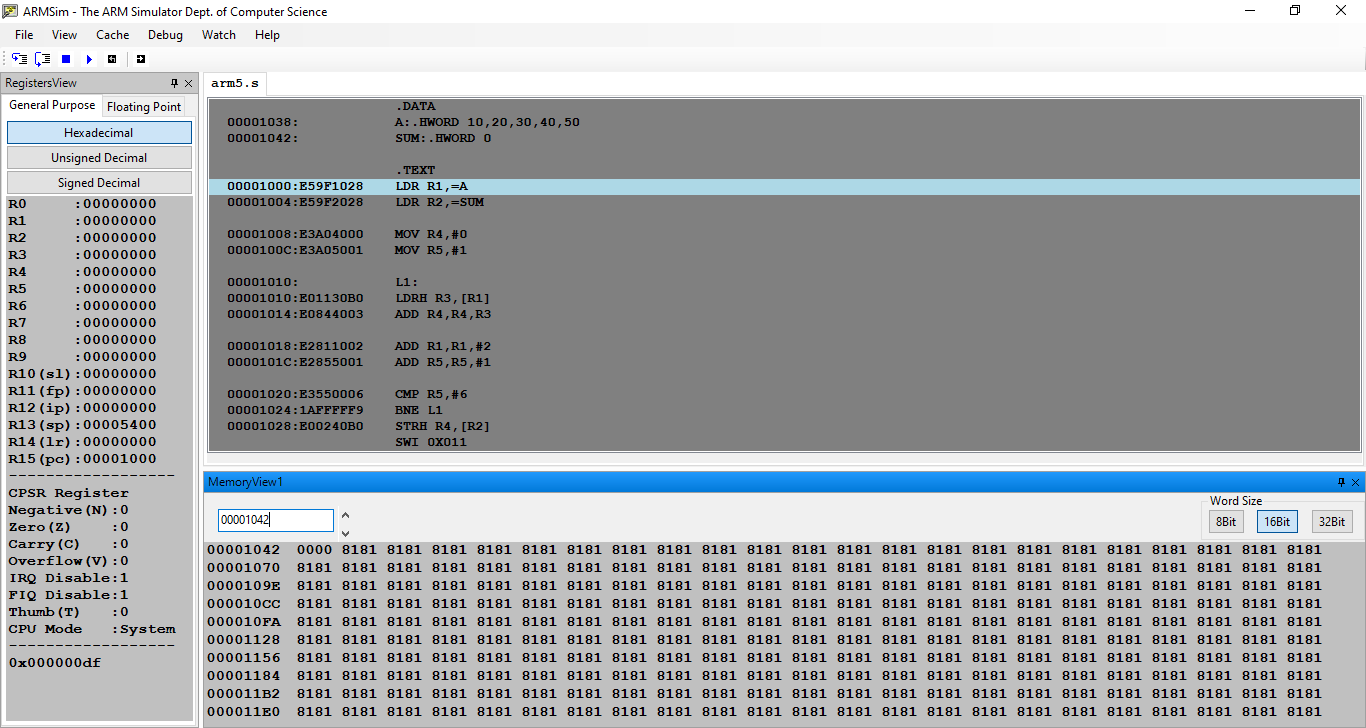 ARMSim - The ARM Simulator Dept. of Computer Science
File View Cache Debug Watch Help
RegistersView
General Purpose Floating Point
Hexadecimal
Unsigned Decimal
Signed Decimal
R0 :00000000
R1 :00000000
R2 :00000000
R3 :00000000
R4 :00000000
R5 :00000000
R6 :00000000
R7 :00000000
R8 :00000000
R9 :00000000
R10(sl):00000000
R11(fp):00000000
R12(ip):00000000
R13(sp):00005400
R14(lr):00000000
R15(pc):00001000
------------------
CPSR Register
Negative(N):0
Zero(Z) :0
Carry(C) :0
Overflow(V):0
IRQ Disable:1
FIQ Disable:1
Thumb(T) :0
CPU Mode :System
------------------
0x000000df
arm5.s
.DATA
00001038: A:.HWORD 10,20,30,40,50
00001042: SUM:.HWORD 0
.TEXT
00001000:E59F1028 LDR R1,=A
00001004:E59F2028 LDR R2,=SUM
00001008:E3A04000 MOV R4,#0
0000100C:E3A05001 MOV R5,#1
00001010: L1:
00001010:E01130B0 LDRH R3,[R1]
00001014:E0844003 ADD R4,R4,R3
00001018:E2811002 ADD R1,R1,#2
0000101C:E2855001 ADD R5,R5,#1
00001020:E3550006 CMP R5,#6
00001024:1AFFFFF9 BNE L1
00001028:E00240B0 STRH R4,[R2]
SWI 0X011
MemoryView1
00001042
Word Size
8Bit 16Bit 32Bit
00001042 0000 8181 8181 8181 8181 8181 8181 8181 8181 8181 8181 8181 8181 8181 8181 8181 8181 8181 8181 8181 8181 8181 8181
00001070 8181 8181 8181 8181 8181 8181 8181 8181 8181 8181 8181 8181 8181 8181 8181 8181 8181 8181 8181 8181 8181 8181 8181
0000109E 8181 8181 8181 8181 8181 8181 8181 8181 8181 8181 8181 8181 8181 8181 8181 8181 8181 8181 8181 8181 8181 8181 8181
000010CC 8181 8181 8181 8181 8181 8181 8181 8181 8181 8181 8181 8181 8181 8181 8181 8181 8181 8181 8181 8181 8181 8181 8181
000010FA 8181 8181 8181 8181 8181 8181 8181 8181 8181 8181 8181 8181 8181 8181 8181 8181 8181 8181 8181 8181 8181 8181 8181
00001128 8181 8181 8181 8181 8181 8181 8181 8181 8181 8181 8181 8181 8181 8181 8181 8181 8181 8181 8181 8181 8181 8181 8181
00001156 8181 8181 8181 8181 8181 8181 8181 8181 8181 8181 8181 8181 8181 8181 8181 8181 8181 8181 8181 8181 8181 8181 8181
00001184 8181 8181 8181 8181 8181 8181 8181 8181 8181 8181 8181 8181 8181 8181 8181 8181 8181 8181 8181 8181 8181 8181 8181
000011B2 8181 8181 8181 8181 8181 8181 8181 8181 8181 8181 8181 8181 8181 8181 8181 8181 8181 8181 8181 8181 8181 8181 8181
000011E0 8181 8181 8181 8181 8181 8181 8181 8181 8181 8181 8181 8181 8181 8181 8181 8181 8181 8181 8181 8181 8181 8181 8181